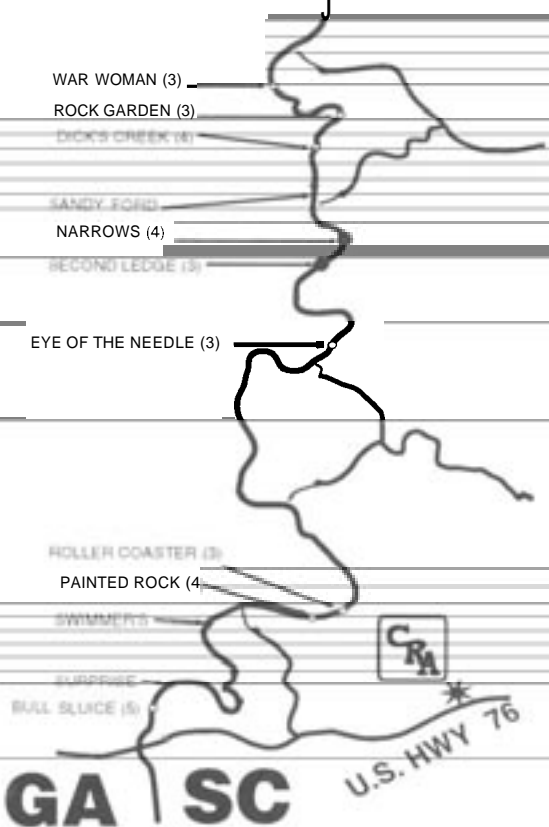 WAR WOMAN (3)
ROCK GARDEN (3)
DICK'S CREEK (4)
SANDY FORD
NARROWS (4)
SECOND LEDGE (3)
EYE OF THE NEEDLE (3)
ROLLER COASTER (3)
PAINTED ROCK (4
SWIMMERS
SURPRISE
BULL SLUICE (5)
CRA
U.S. HWY 76
GA SC